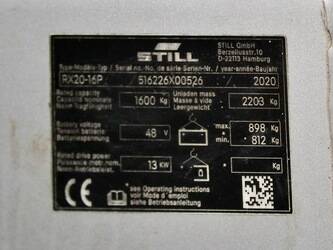 STILL
STILL GmbH
Berzeliusstr.10
D-22113 Hamburg
Type-Modèle-Typ / Serial no.-No. de série-Serien-Nr. / year-année-Baujahr
RX20-16P / 516226X00526 / 2020
Rated capacity
Capacité nominale
Nenn-Tragfähigkeit
1600 Kg
Unladen mass
Masse à vide
Leergewicht
2203 Kg
Battery voltage
Tension batterie
Batteriespannung
48 V
max. 898 Kg
min. 812 Kg
Rated drive power
Puissance motr. nom.
Nenn-Antriebsleist.
13 KW
Kg
CE
see Operating instructions
voir Mode d'emploi
siehe Betriebsanleitung